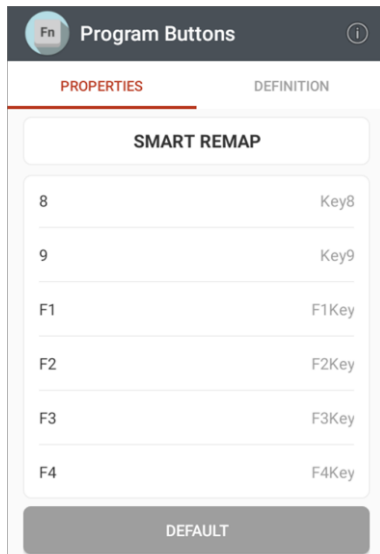 Fn Program Buttons
PROPERTIES DEFINITION
SMART REMAP
8 Key8
9 Key9
F1 F1Key
F2 F2Key
F3 F3Key
F4 F4Key
DEFAULT